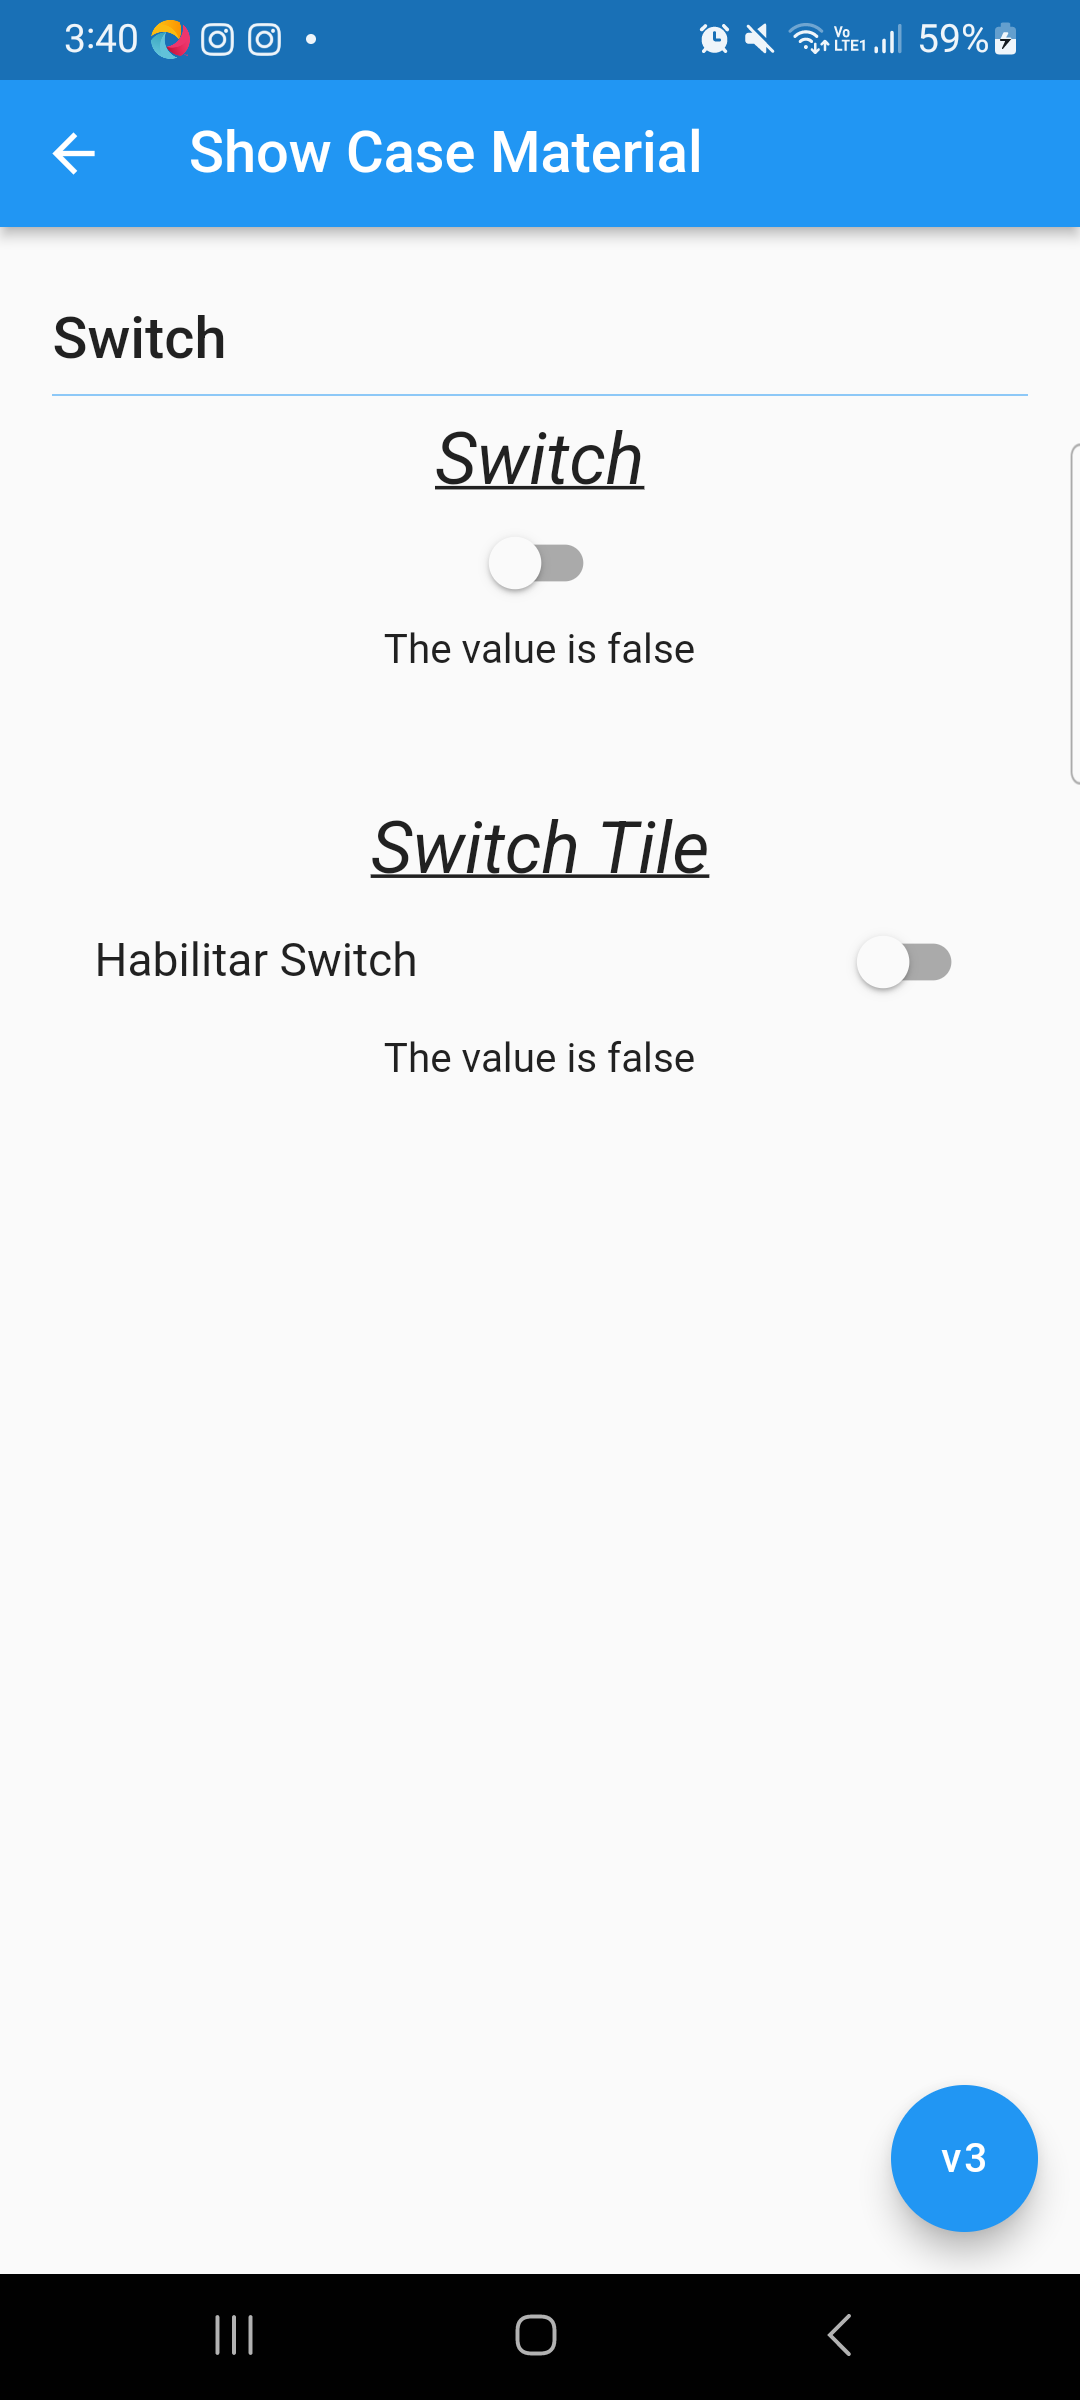 3:40
Vo
LTE1
59%
Show Case Material
Switch
Switch
The value is false
Switch Tile
Habilitar Switch
The value is false
v3